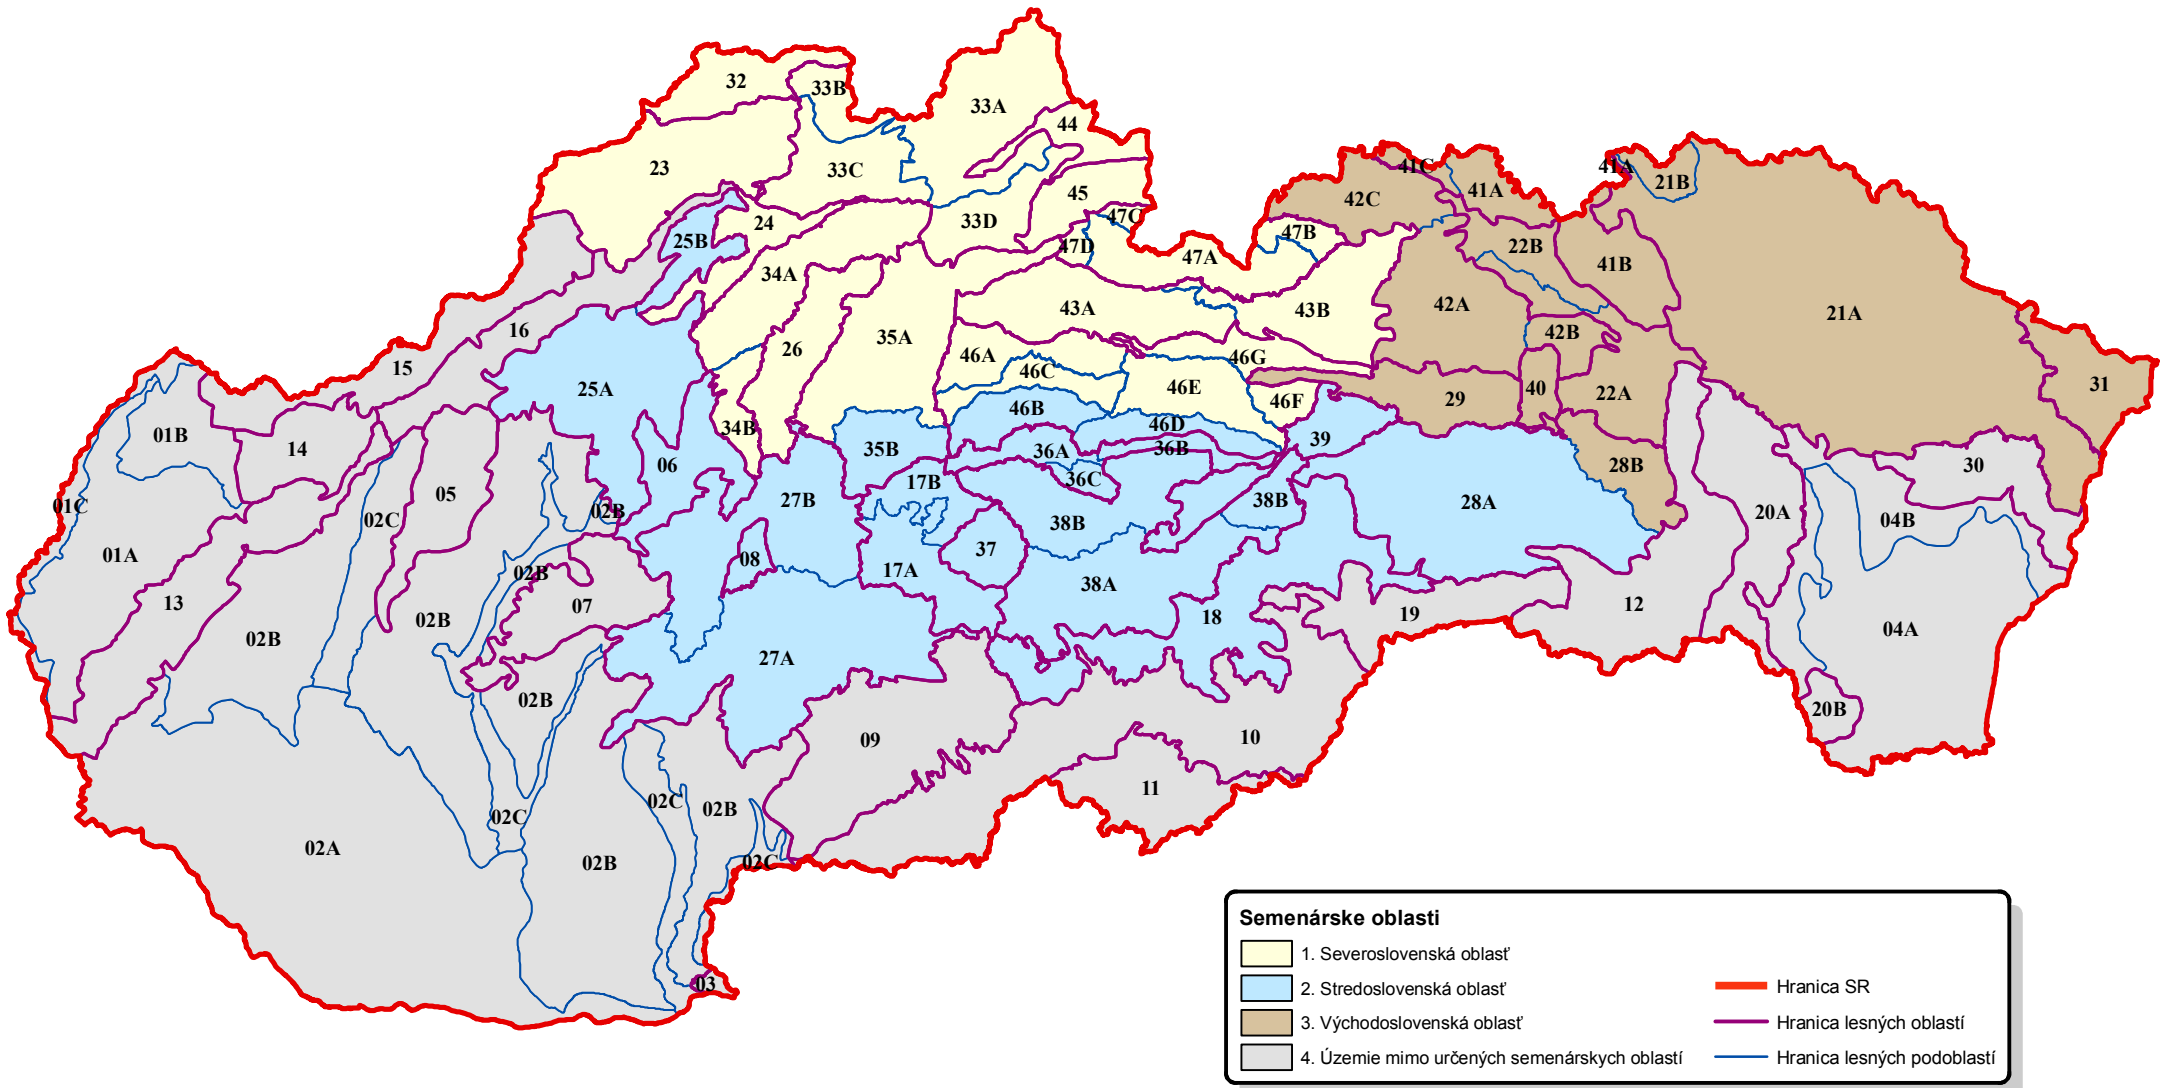 32
33B
33A
44
23
33C
41C
41A
41A
21B
42C
45
24
33D
47C
25B
47D
47B
47A
22B
41B
34A
43A
43B
42A
21A
16
26
35A
42B
15
46A
46G
46C
25A
46E
31
46F
29
40
22A
46B
34B
46D
01B
14
39
35B
36A
36B
06
28B
30
05
17B
36C
27B
38B
28A
01C
02B
02C
38B
20A
04B
01A
37
08
17A
02B
38A
13
07
12
02B
18
19
02B
04A
27A
02B
20B
09
10
11
02C
02B
02C
02A
02B
02C
03
Semenárske oblasti
1. Severoslovenská oblasť
2. Stredoslovenská oblasť
3. Východoslovenská oblasť
4. Územie mimo určených semenárskych oblastí
Hranica SR
Hranica lesných oblastí
Hranica lesných podoblastí